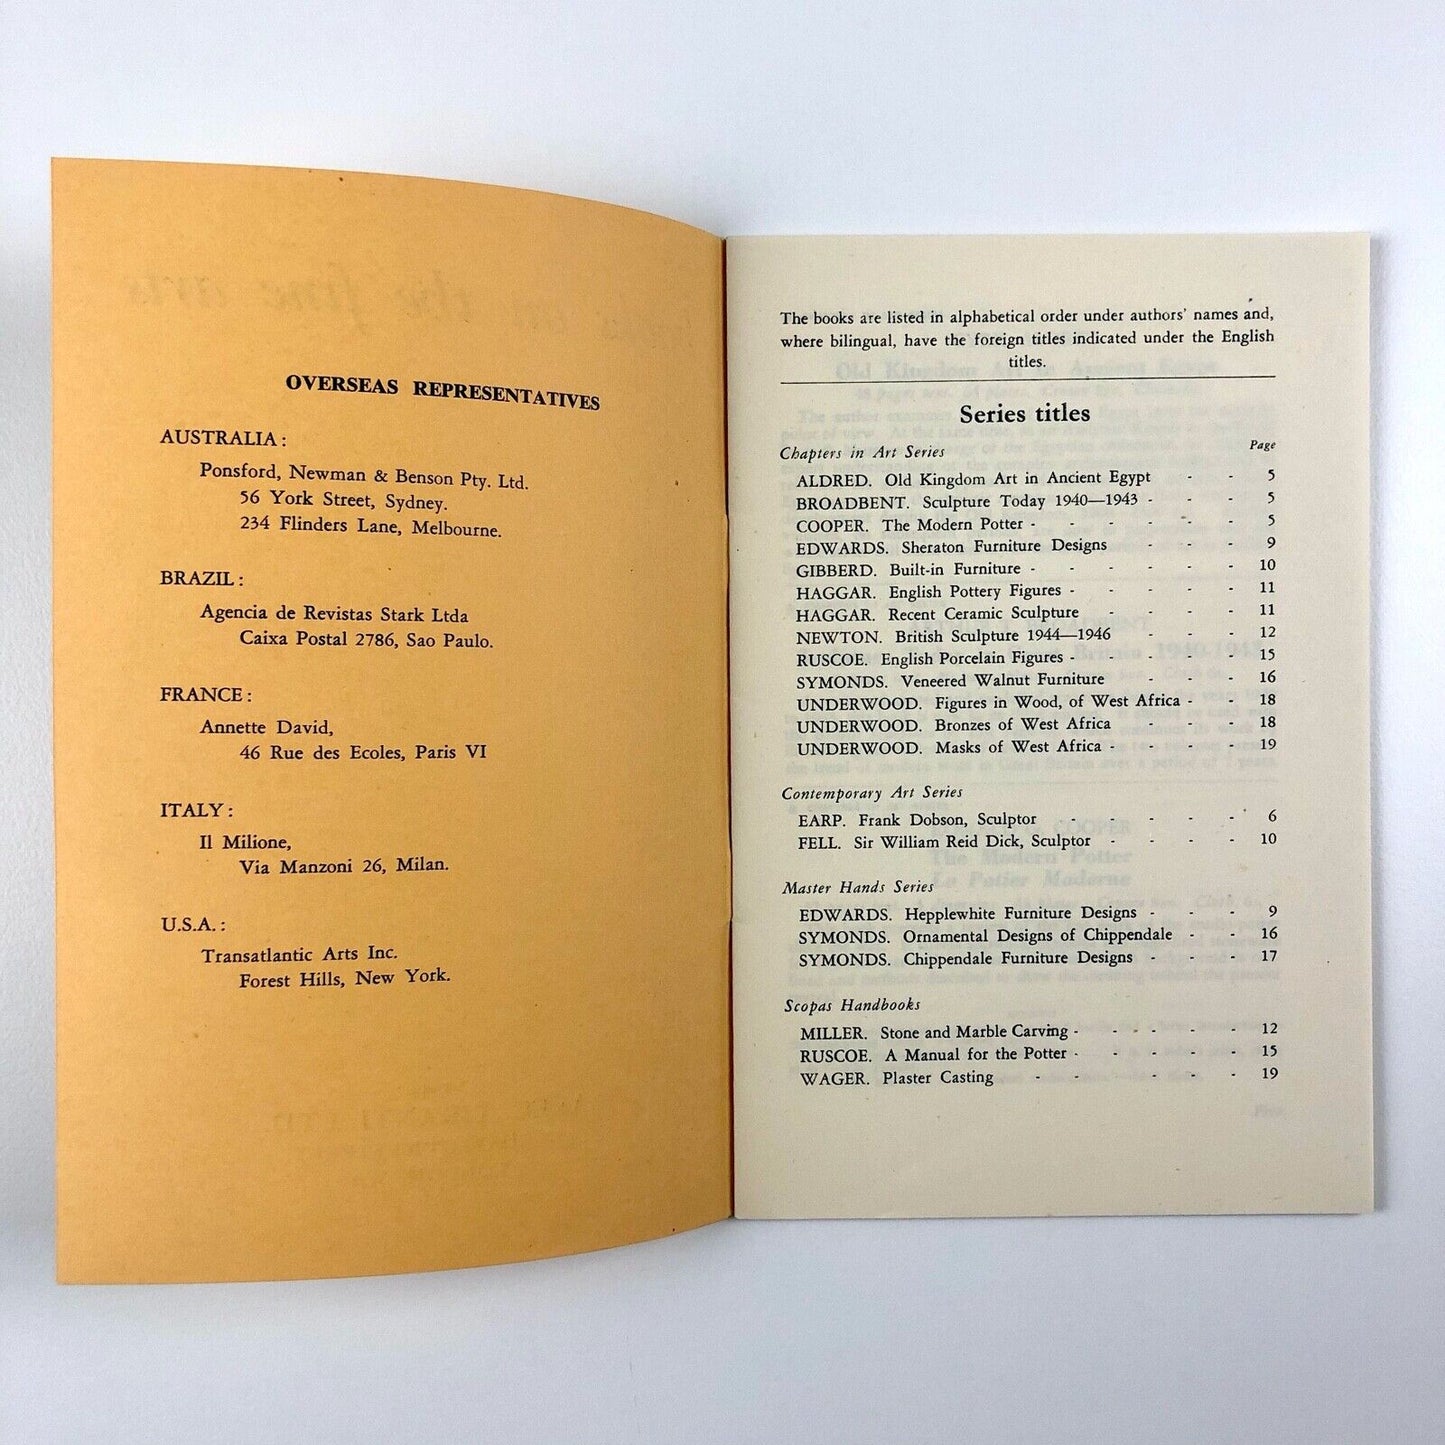 OVERSEAS REPRESENTATIVES
AUSTRALIA :
Ponsford, Newman & Benson Pty. Ltd.
56 York Street, Sydney.
234 Flinders Lane, Melbourne.
BRAZIL :
Agencia de Revistas Stark Ltda
Caixa Postal 2786, Sao Paulo.
FRANCE :
Annette David,
46 Rue des Ecoles, Paris VI
ITALY :
Il Milione,
Via Manzoni 26, Milan.
U.S.A. :
Transatlantic Arts Inc.
Forest Hills, New York.
The books are listed in alphabetical order under authors' names and,
where bilingual, have the foreign titles indicated under the English
titles.
Series titles
Chapters in Art Series Page
ALDRED. Old Kingdom Art in Ancient Egypt - - 5
BROADBENT. Sculpture Today 1940—1943 - - - 5
COOPER. The Modern Potter - - - - - - 5
EDWARDS. Sheraton Furniture Designs - - - 9
GIBBERD. Built-in Furniture - - - - - - 10
HAGGAR. English Pottery Figures - - - - - 11
HAGGAR. Recent Ceramic Sculpture - - - - 11
NEWTON. British Sculpture 1944—1946 - - - 12
RUSCOE. English Porcelain Figures - - - - - 15
SYMONDS. Veneered Walnut Furniture - - - 16
UNDERWOOD. Figures in Wood, of West Africa - - 18
UNDERWOOD. Bronzes of West Africa - - - 18
UNDERWOOD. Masks of West Africa - - - - 19
Contemporary Art Series
EARP. Frank Dobson, Sculptor - - - - - 6
FELL. Sir William Reid Dick, Sculptor - - - - 10
Master Hands Series
EDWARDS. Hepplewhite Furniture Designs - - - 9
SYMONDS. Ornamental Designs of Chippendale - - 16
SYMONDS. Chippendale Furniture Designs - - - 17
Scopas Handbooks
MILLER. Stone and Marble Carving - - - - - 12
RUSCOE. A Manual for the Potter - - - - - 15
WAGER. Plaster Casting - - - - - 19